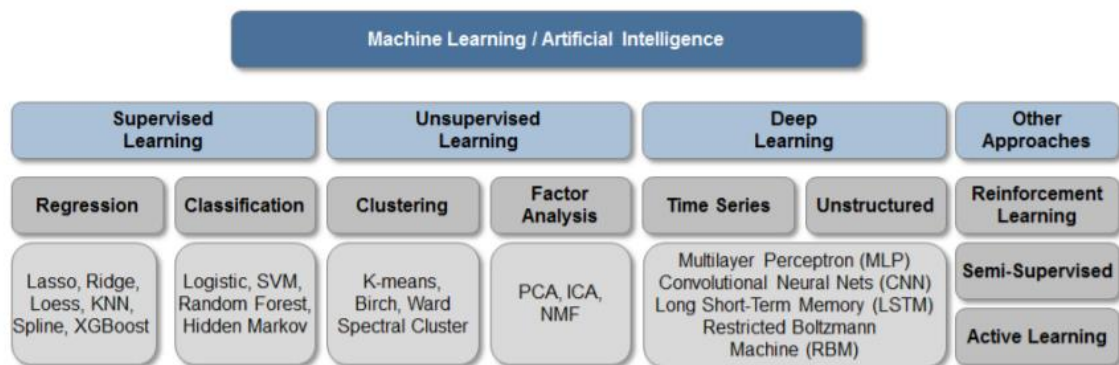 Machine Learning / Artificial Intelligence
Supervised
Learning
Unsupervised
Learning
Deep
Learning
Other
Approaches
Regression
Classification
Clustering
Factor
Analysis
Time Series
Unstructured
Reinforcement
Learning
Lasso, Ridge,
Loess, KNN,
Spline, XGBoost
Logistic, SVM,
Random Forest,
Hidden Markov
K-means,
Birch, Ward
Spectral Cluster
PCA, ICA,
NMF
Multilayer Perceptron (MLP)
Convolutional Neural Nets (CNN)
Long Short-Term Memory (LSTM)
Restricted Boltzmann
Machine (RBM)
Semi-Supervised
Active Learning